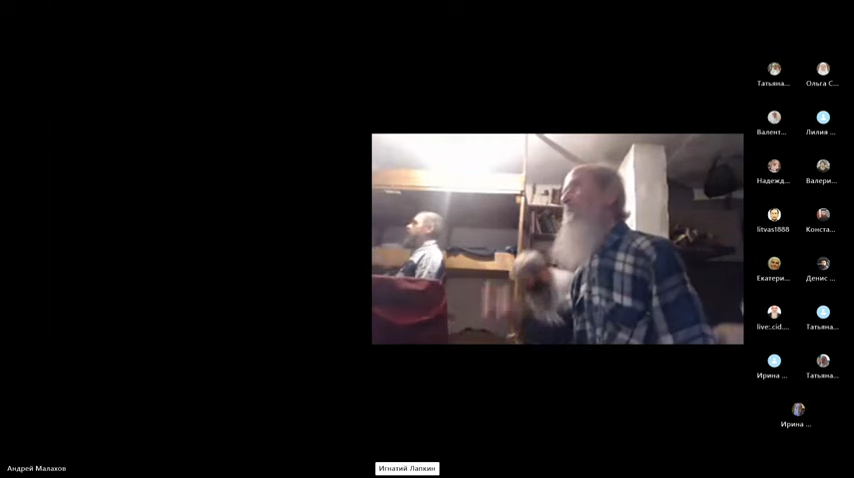 Татьяна...
Ольга С...
Валент...
Лилия ...
Надежд...
Валери...
litvas1888
Конста...
Екатери...
Денис ...
live:.cid....
Татьяна...
Ирина ...
Татьяна...
Ирина ...
Андрей Малахов
Игнатий Лапкин